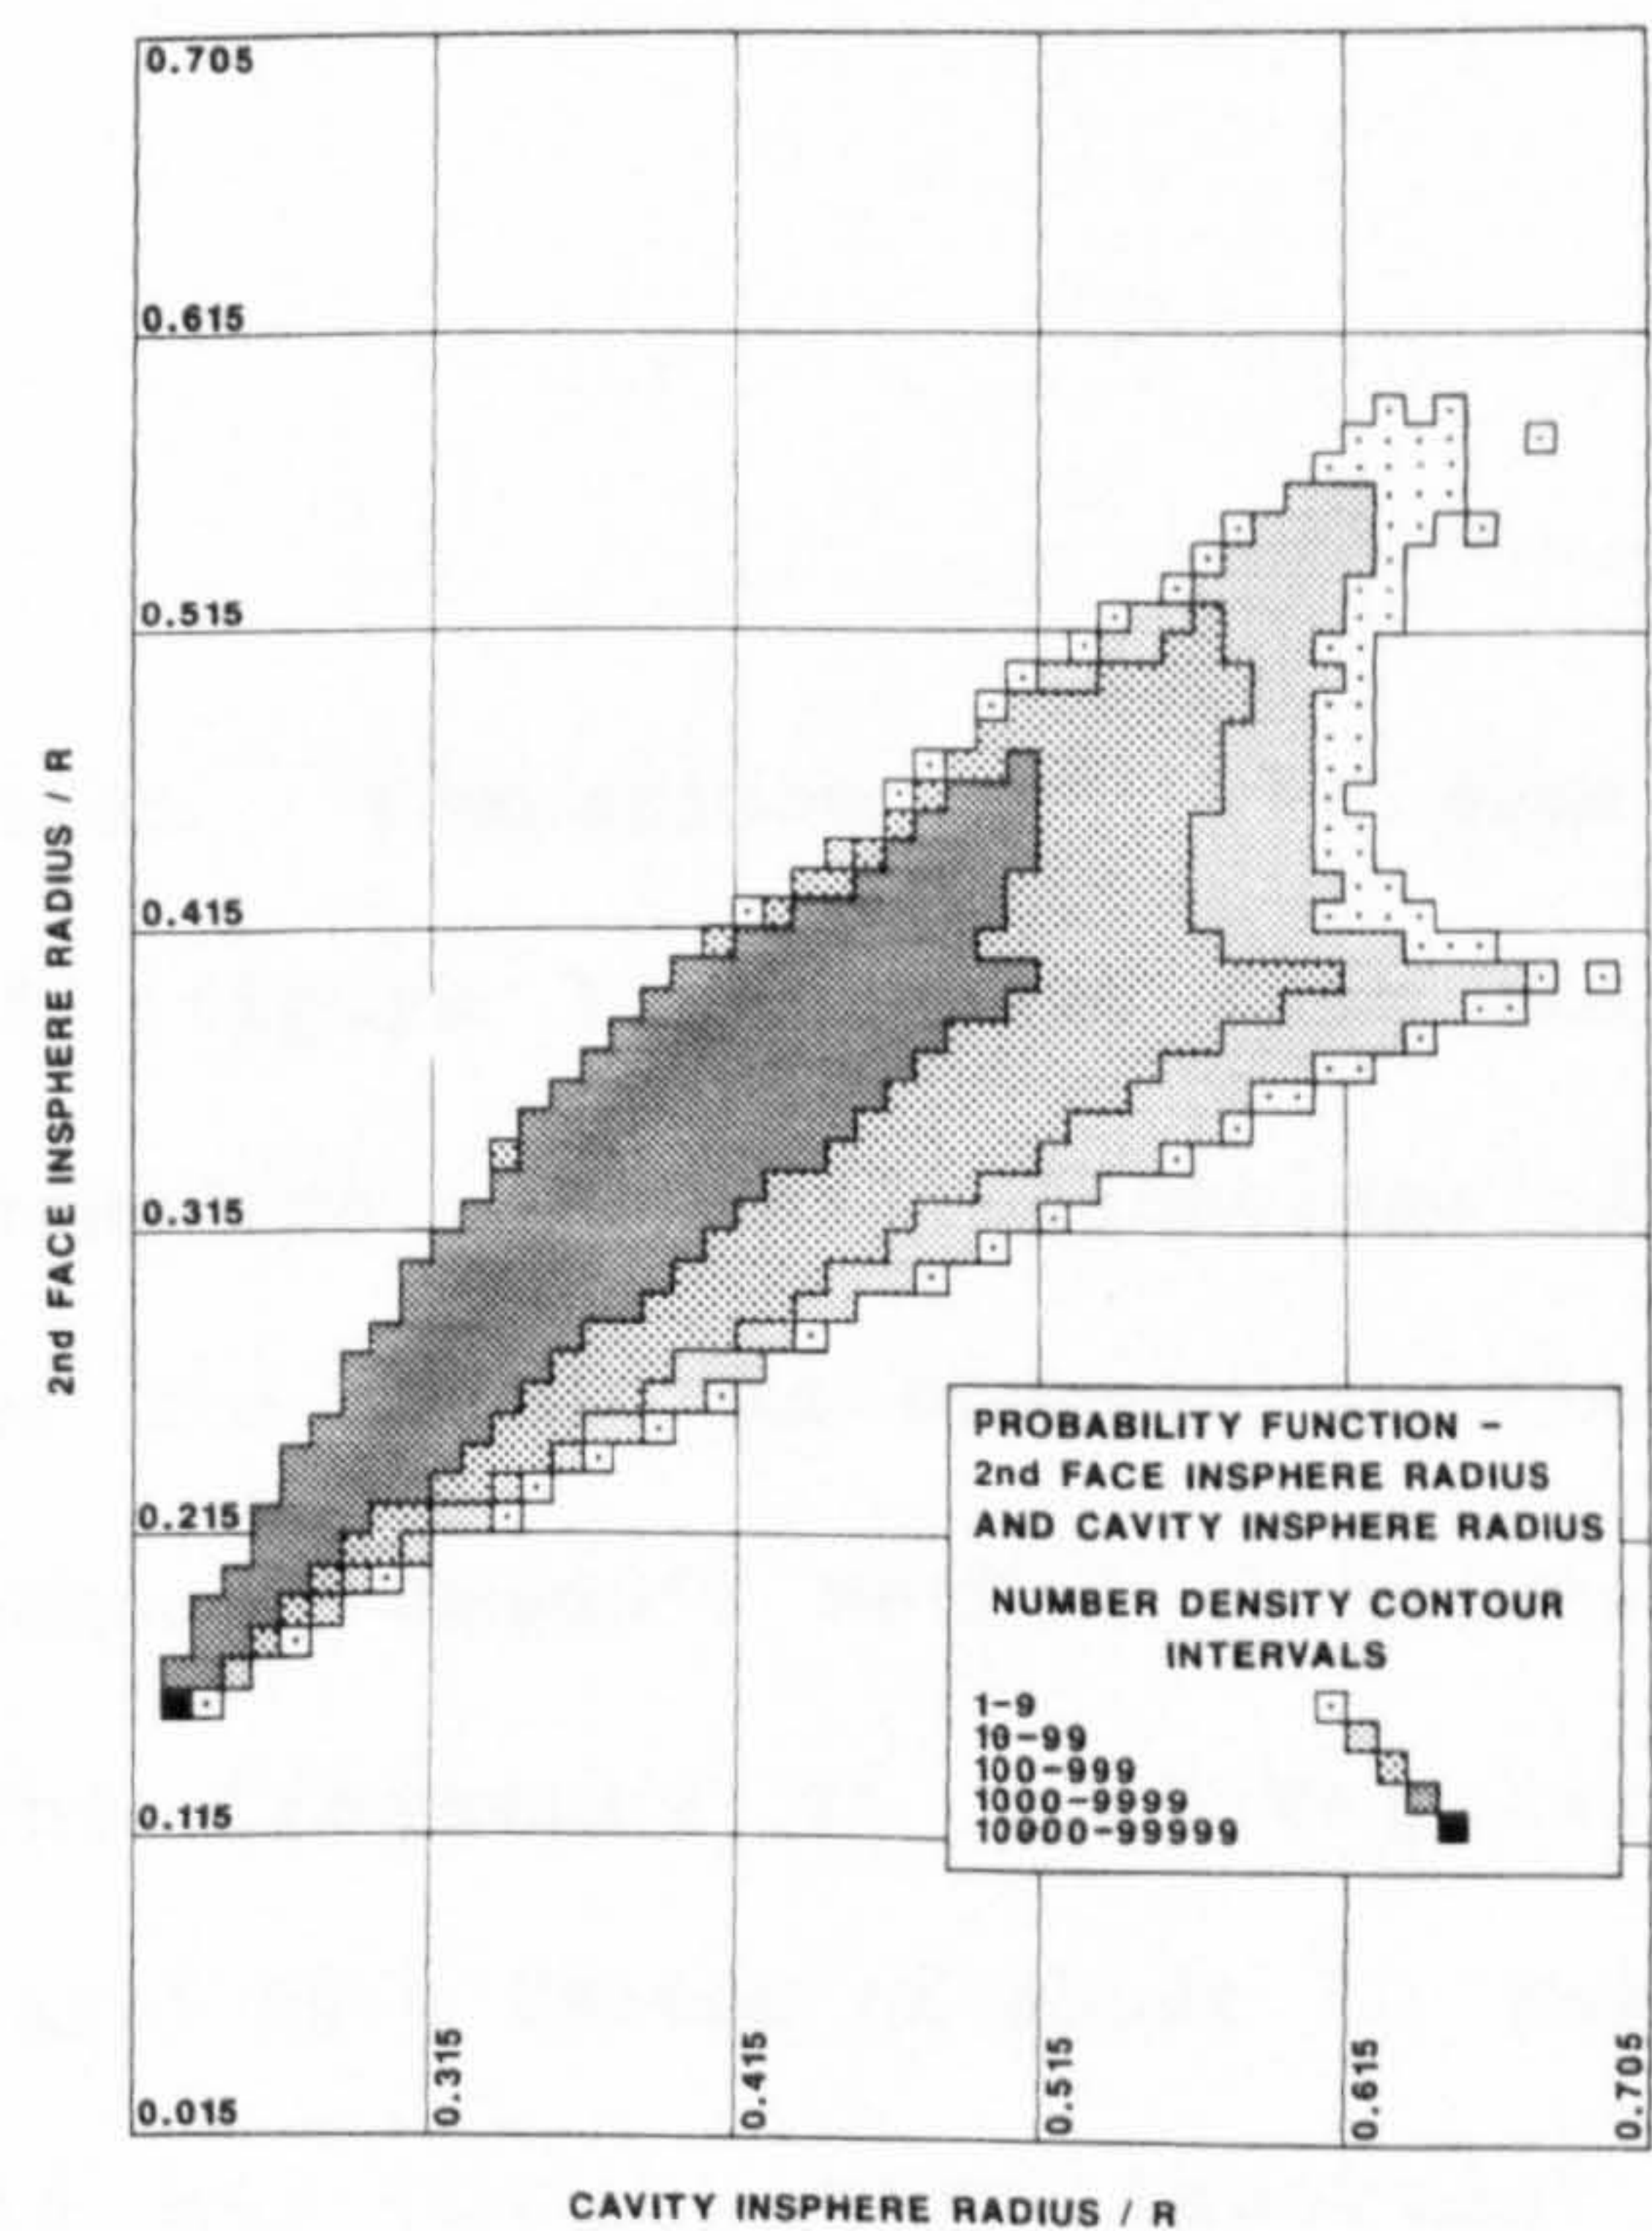 0.705
0.615
0.515
0.415
0.315
0.215
0.115
0.015
2nd FACE INSPHERE RADIUS / R
PROBABILITY FUNCTION -
2nd FACE INSPHERE RADIUS
AND CAVITY INSPHERE RADIUS
NUMBER DENSITY CONTOUR
INTERVALS
1-9
10-99
100-999
1000-9999
10000-99999
0.315
0.415
0.515
0.615
0.705
CAVITY INSPHERE RADIUS / R